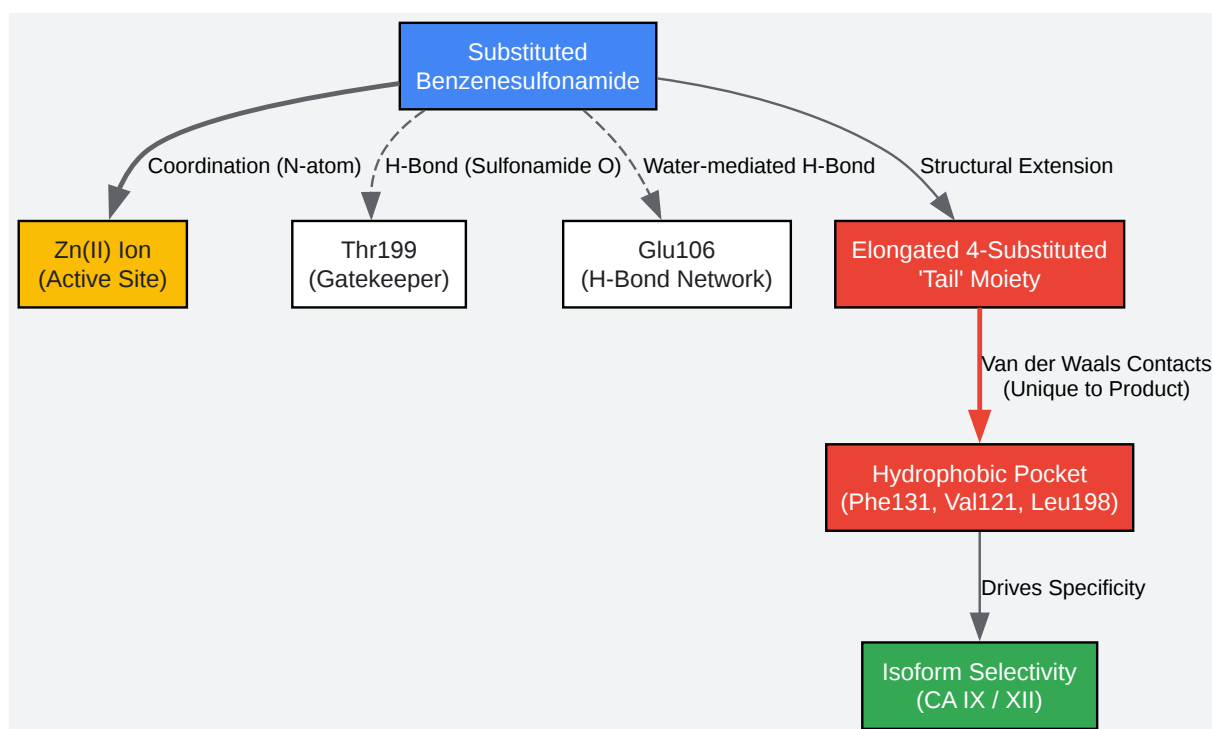 Substituted
Benzenesulfonamide
Coordination (N-atom)
H-Bond (Sulfonamide O)
Water-mediated H-Bond
Structural Extension
Zn(II) Ion
(Active Site)
Thr199
(Gatekeeper)
Glu106
(H-Bond Network)
Elongated 4-Substituted
'Tail' Moiety
Van der Waals Contacts
(Unique to Product)
Hydrophobic Pocket
(Phe131, Val121, Leu198)
Drives Specificity
Isoform Selectivity
(CA IX / XII)